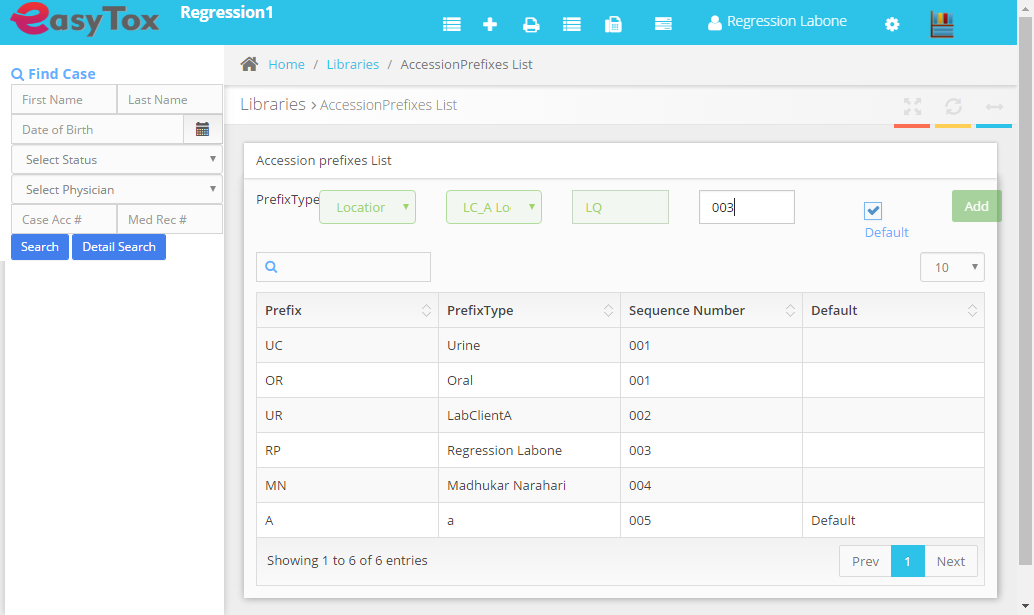 easyTox
Regression1
Regression Labone
Find Case
First Name Last Name
Date of Birth
Select Status
Select Physician
Case Acc # Med Rec #
Search Detail Search
Home / Libraries / AccessionPrefixes List
Libraries › AccessionPrefixes List
Accession prefixes List
PrefixType Location LC_A Lo LQ 003 Add
Default
10
Prefix PrefixType Sequence Number Default
UC Urine 001
OR Oral 001
UR LabClientA 002
RP Regression Labone 003
MN Madhukar Narahari 004
A a 005 Default
Showing 1 to 6 of 6 entries
Prev 1 Next